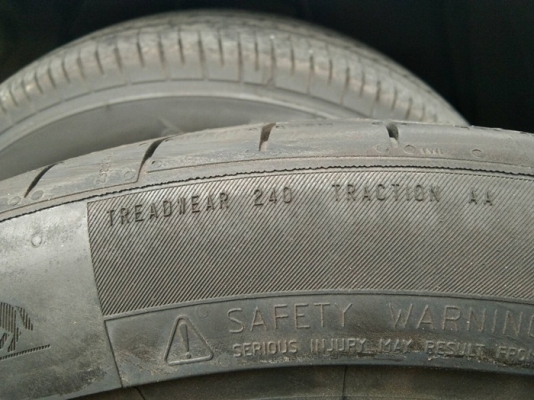 TREADWEAR 240 TRACTION AA
SAFETY WARNING
SERIOUS INJURY MAY RESULT FROM